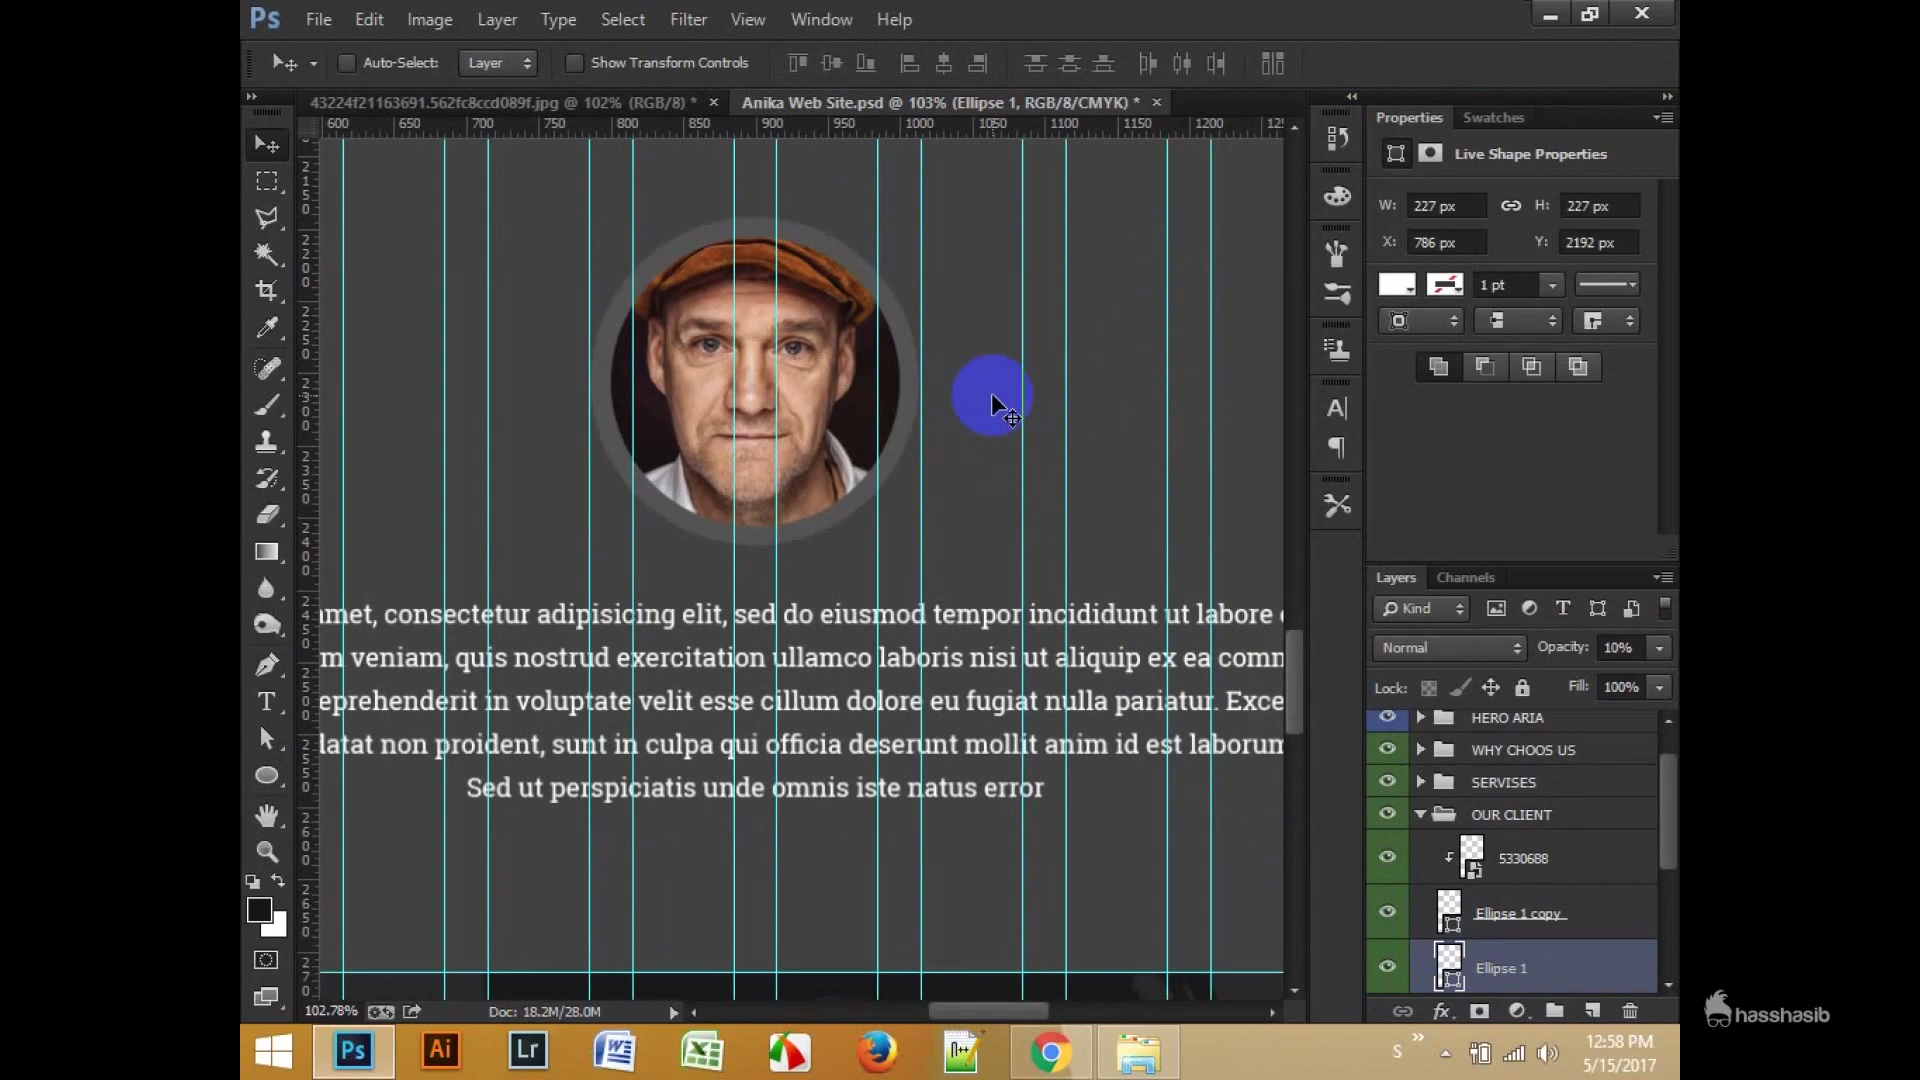 Ps File Edit Image Layer Type Select Filter View Window Help
Auto-Select: Layer Show Transform Controls
43224f21163691.562fc8ccd089f.jpg @ 102% (RGB/8) * × Anika Web Site.psd @ 103% (Ellipse 1, RGB/8/CMYK) * ×
600 650 700 750 800 850 900 950 1000 1050 1100 1150 1200
Properties Swatches
Live Shape Properties
W: 227 px H: 227 px
X: 786 px Y: 2192 px
1 pt
met, consectetur adipisicing elit, sed do eiusmod tempor incididunt ut labore
m veniam, quis nostrud exercitation ullamco laboris nisi ut aliquip ex ea com
eprehenderit in voluptate velit esse cillum dolore eu fugiat nulla pariatur. Exce
latat non proident, sunt in culpa qui officia deserunt mollit anim id est laborum
Sed ut perspiciatis unde omnis iste natus error
Layers Channels
Kind
Normal Opacity: 10%
Lock: Fill: 100%
HERO ARIA
WHY CHOOS US
SERVISES
OUR CLIENT
5330688
Ellipse 1 copy
Ellipse 1
102.78% Doc: 18.2M/28.0M
hasshasib
Ps Ai Lr S 12:58 PM
5/15/2017